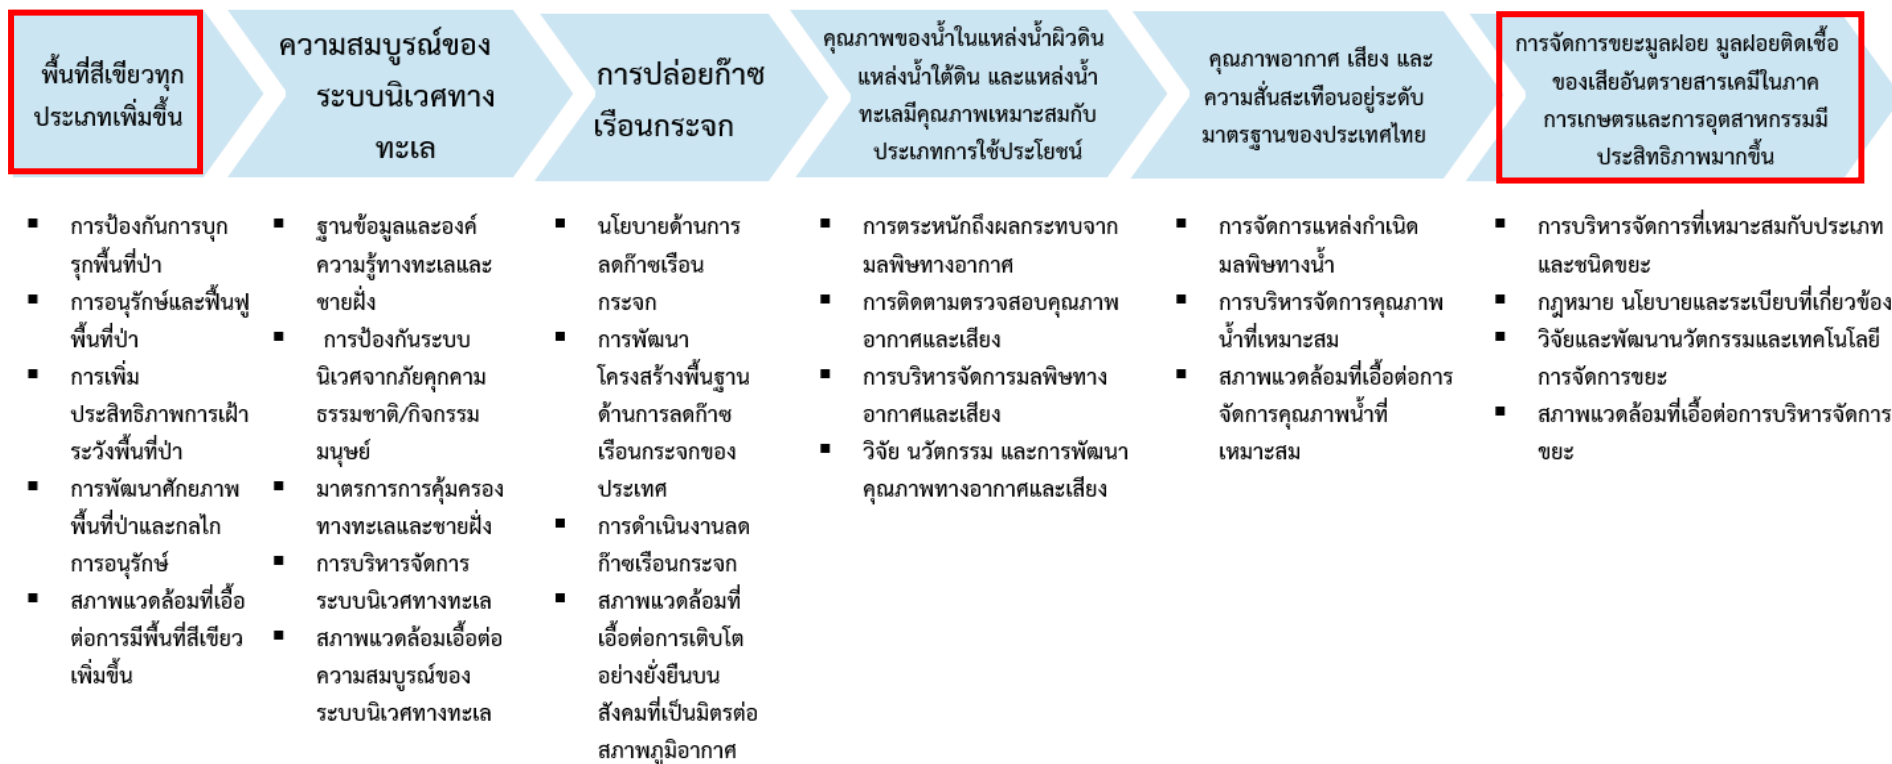 พื้นที่สีเขียวทุก
ประเภทเพิ่มขึ้น
ความสมบูรณ์ของ
ระบบนิเวศทาง
ทะเล
การปล่อยก๊าซ
เรือนกระจก
คุณภาพของน้ำในแหล่งน้ำผิวดิน
แหล่งน้ำใต้ดิน และแหล่งน้ำ
ทะเลมีคุณภาพเหมาะสมกับ
ประเภทการใช้ประโยชน์
คุณภาพอากาศ เสียง และ
ความสั่นสะเทือนอยู่ระดับ
มาตรฐานของประเทศไทย
การจัดการขยะมูลฝอย มูลฝอยติดเชื้อ
ของเสียอันตรายสารเคมีในภาค
การเกษตรและการอุตสาหกรรมมี
ประสิทธิภาพมากขึ้น
▪ การป้องกันการบุก
รุกพื้นที่ป่า
▪ การอนุรักษ์และฟื้นฟู
พื้นที่ป่า
▪ การเพิ่ม
ประสิทธิภาพการเฝ้า
ระวังพื้นที่ป่า
▪ การพัฒนาศักยภาพ
พื้นที่ป่าและกลไก
การอนุรักษ์
▪ สภาพแวดล้อมที่เอื้อ
ต่อการมีพื้นที่สีเขียว
เพิ่มขึ้น
▪ ฐานข้อมูลและองค์
ความรู้ทางทะเลและ
ชายฝั่ง
▪ การป้องกันระบบ
นิเวศจากภัยคุกคาม
ธรรมชาติ/กิจกรรม
มนุษย์
▪ มาตรการการคุ้มครอง
ทางทะเลและชายฝั่ง
▪ การบริหารจัดการ
ระบบนิเวศทางทะเล
▪ สภาพแวดล้อมเอื้อต่อ
ความสมบูรณ์ของ
ระบบนิเวศทางทะเล
▪ นโยบายด้านการ
ลดก๊าซเรือน
กระจก
▪ การพัฒนา
โครงสร้างพื้นฐาน
ด้านการลดก๊าซ
เรือนกระจกของ
ประเทศ
▪ การดำเนินงานลด
ก๊าซเรือนกระจก
▪ สภาพแวดล้อมที่
เอื้อต่อการเติบโต
อย่างยั่งยืนบน
สังคมที่เป็นมิตรต่อ
สภาพภูมิอากาศ
▪ การตระหนักถึงผลกระทบจาก
มลพิษทางอากาศ
▪ การติดตามตรวจสอบคุณภาพ
อากาศและเสียง
▪ การบริหารจัดการมลพิษทาง
อากาศและเสียง
▪ วิจัย นวัตกรรม และการพัฒนา
คุณภาพทางอากาศและเสียง
▪ การจัดการแหล่งกำเนิด
มลพิษทางน้ำ
▪ การบริหารจัดการคุณภาพ
น้ำที่เหมาะสม
▪ สภาพแวดล้อมที่เอื้อต่อการ
จัดการคุณภาพน้ำที่
เหมาะสม
▪ การบริหารจัดการที่เหมาะสมกับประเภท
และชนิดขยะ
▪ กฎหมาย นโยบายและระเบียบที่เกี่ยวข้อง
▪ วิจัยและพัฒนานวัตกรรมและเทคโนโลยี
การจัดการขยะ
▪ สภาพแวดล้อมที่เอื้อต่อการบริหารจัดการ
ขยะ